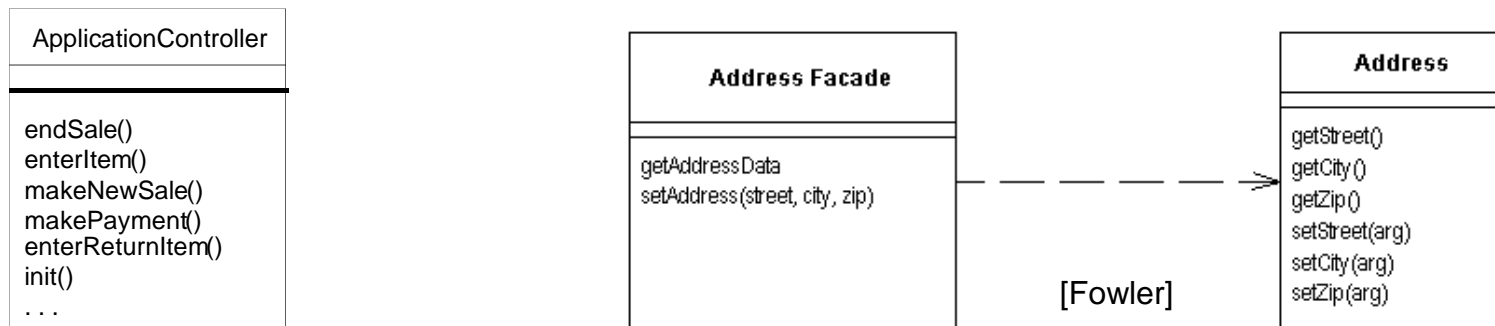 ApplicationController
endSale()
enterItem()
makeNewSale()
makePayment()
enterReturnItem()
init()
. . .
Address Facade
getAddressData
setAddress(street, city, zip)
[Fowler]
Address
getStreet()
getCity()
getZip()
setStreet(arg)
setCity(arg)
setZip(arg)